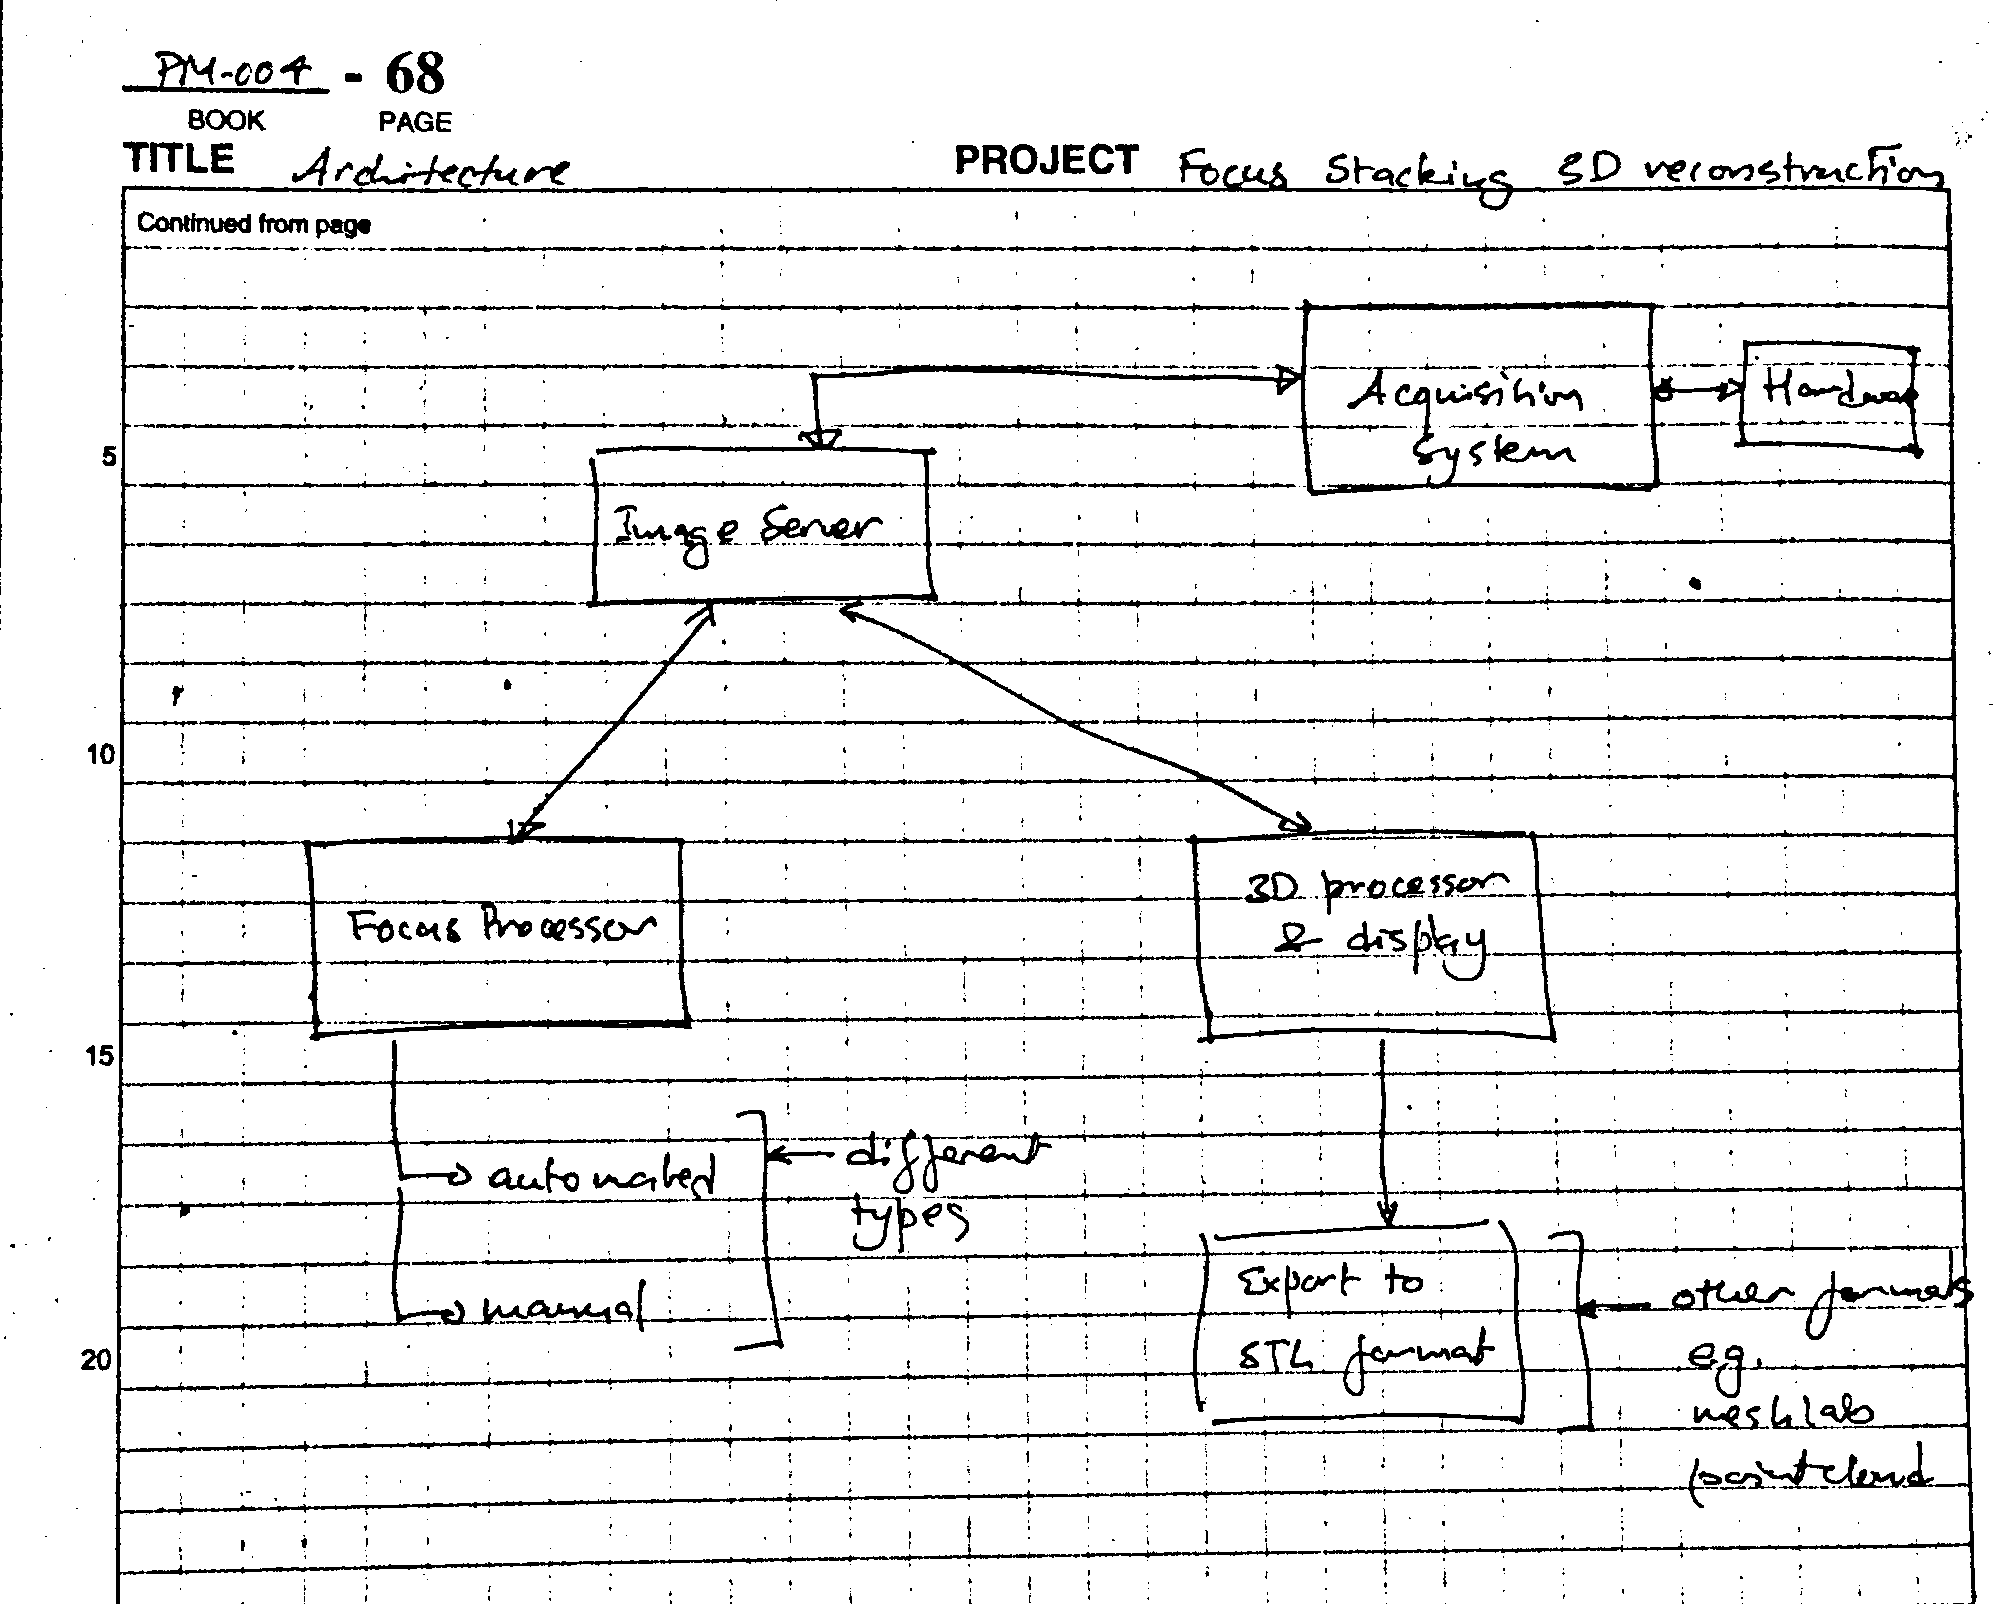 PM-004 - 68
BOOK PAGE
TITLE Architecture PROJECT Focus Stacking 3D reconstruction
Continued from page
Acquisition
System
Hardware
5
Image Server
10
Focus Processor
3D processor
& display
15
automated
different
types
manual
Export to
STL format
other formats
e.g.
meshlab
pointcloud
20